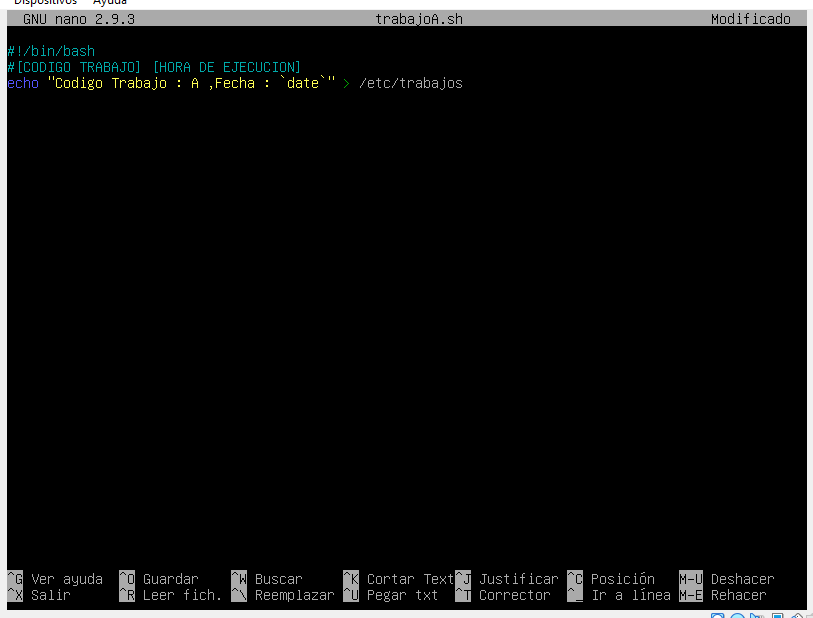 Dispositivos Ayuda
GNU nano 2.9.3 trabajoA.sh Modificado
#!/bin/bash
#[CODIGO TRABAJO] [HORA DE EJECUCION]
echo "Codigo Trabajo : A ,Fecha : `date`" > /etc/trabajos
^G Ver ayuda ^O Guardar ^W Buscar ^K Cortar Text ^J Justificar ^C Posición M-U Deshacer
^X Salir ^R Leer fich. ^\ Reemplazar ^U Pegar txt ^T Corrector ^_ Ir a línea M-E Rehacer